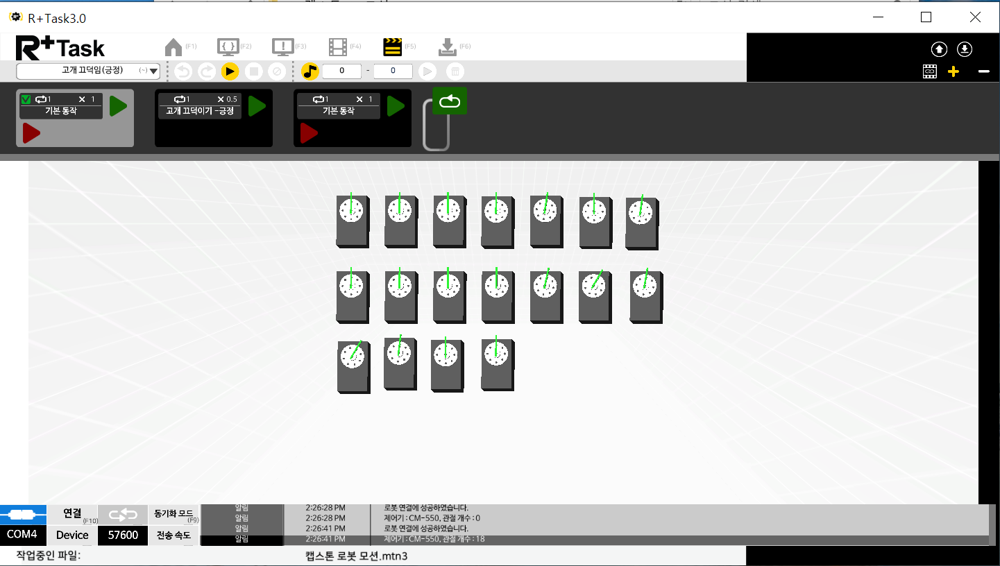 R+Task3.0
R+Task
(F1)
(F2)
(F3)
(F4)
(F5)
(F6)
고개 끄덕임(긍정) (~)
0 - 0
1 X 1
기본 동작
1 X 0.5
고개 끄덕이기 -긍정
1 X 1
기본 동작
연결 (F10)
동기화 모드 (F9)
COM4
Device
57600
전송 속도
알림 2:26:28 PM 로봇 연결에 성공하였습니다.
알림 2:26:28 PM 제어기 : CM-550, 관절 개수 : 0
알림 2:26:41 PM 로봇 연결에 성공하였습니다.
알림 2:26:41 PM 제어기 : CM-550, 관절 개수 : 18
작업중인 파일: 캡스톤 로봇 모션.mtn3